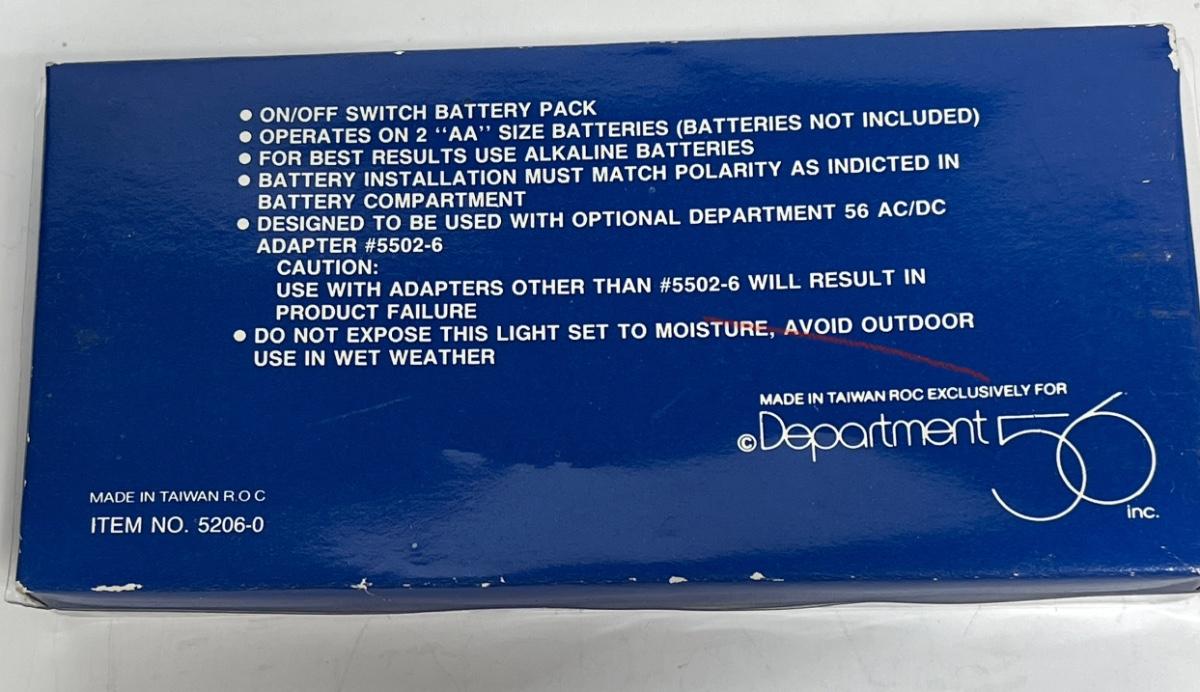 ● ON/OFF SWITCH BATTERY PACK
● OPERATES ON 2 "AA" SIZE BATTERIES (BATTERIES NOT INCLUDED)
● FOR BEST RESULTS USE ALKALINE BATTERIES
● BATTERY INSTALLATION MUST MATCH POLARITY AS INDICTED IN
BATTERY COMPARTMENT
● DESIGNED TO BE USED WITH OPTIONAL DEPARTMENT 56 AC/DC
ADAPTER #5502-6
CAUTION:
USE WITH ADAPTERS OTHER THAN #5502-6 WILL RESULT IN
PRODUCT FAILURE
● DO NOT EXPOSE THIS LIGHT SET TO MOISTURE, AVOID OUTDOOR
USE IN WET WEATHER
MADE IN TAIWAN ROC EXCLUSIVELY FOR
©Department 56
inc.
MADE IN TAIWAN R.O C
ITEM NO. 5206-0